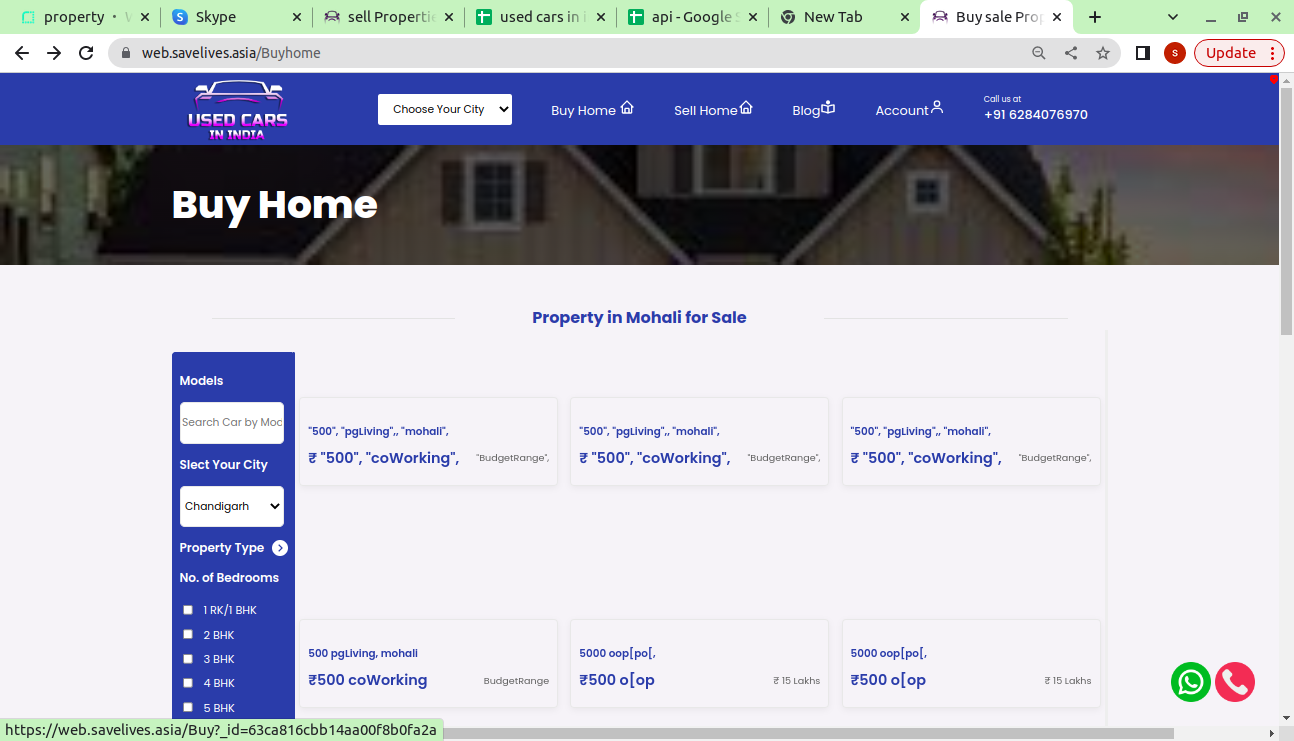 property • W
Skype
sell Propertie
used cars in i
api - Google S
New Tab
Buy sale Prop
web.savelives.asia/Buyhome
S
Update
USED CARS
IN INDIA
Choose Your City
Buy Home
Sell Home
Blog
Account
Call us at
+91 6284076970
Buy Home
Property in Mohali for Sale
Models
Search Car by Moc
Slect Your City
Chandigarh
Property Type
No. of Bedrooms
1 RK/1 BHK
2 BHK
3 BHK
4 BHK
5 BHK
"500", "pgLiving",, "mohali",
₹ "500", "coWorking", "BudgetRange",
"500", "pgLiving",, "mohali",
₹ "500", "coWorking", "BudgetRange",
"500", "pgLiving",, "mohali",
₹ "500", "coWorking", "BudgetRange",
500 pgLiving, mohali
₹500 coWorking BudgetRange
5000 oop[po[,
₹500 o[op ₹ 15 Lakhs
5000 oop[po[,
₹500 o[op ₹ 15 Lakhs
https://web.savelives.asia/Buy?_id=63ca816cbb14aa00f8b0fa2a